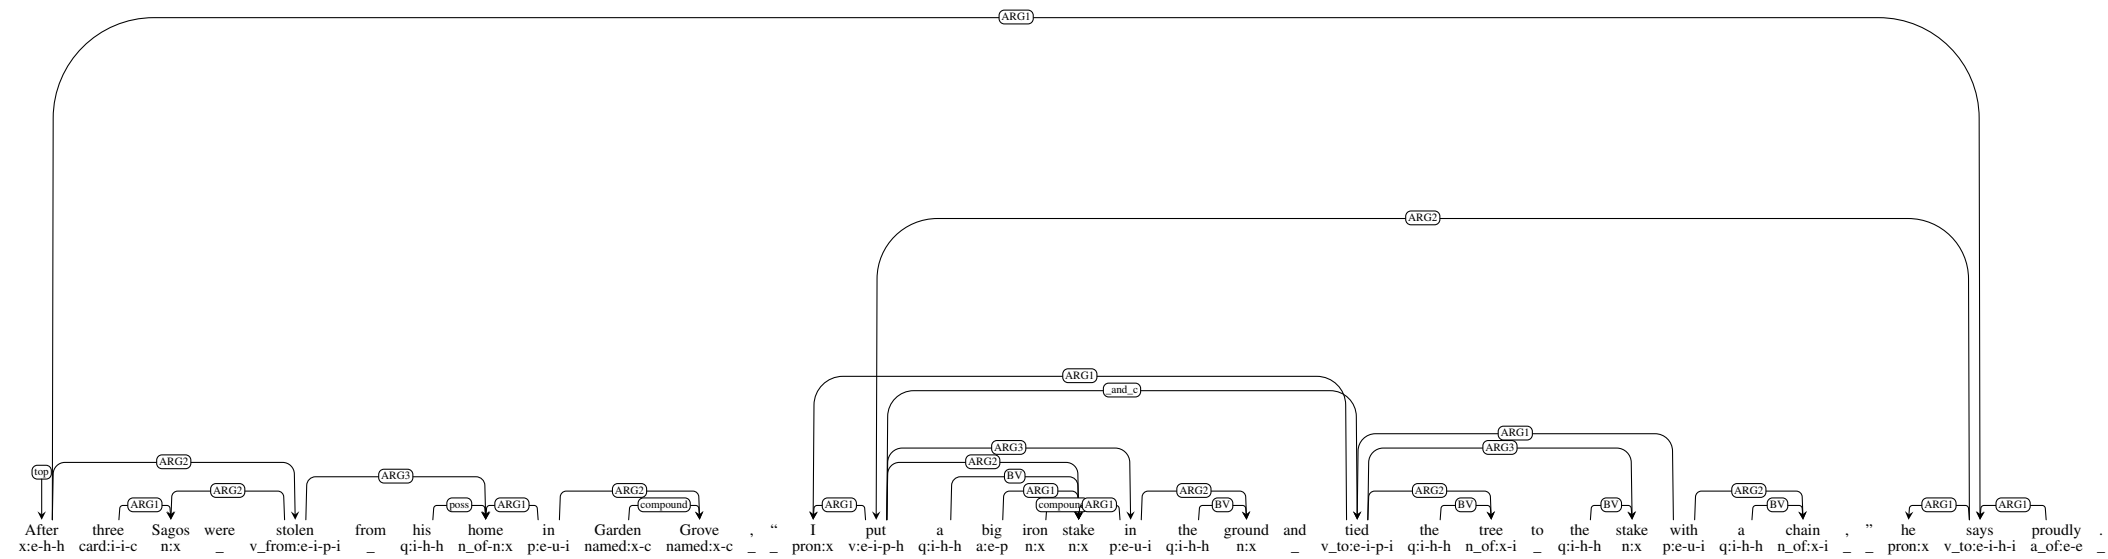 ARG1
ARG2
ARG1
_and_c
ARG1
ARG3 ARG3
ARG2 ARG2
top BV
ARG3
ARG2 ARG2 ARG1 ARG2 ARG2 ARG2
ARG1 poss ARG1 compound ARG1 compound ARG1 BV BV BV BV ARG1 ARG1
After three Sagos were stolen from his home in Garden Grove , “ I put a big iron stake in the ground and tied the tree to the stake with a chain , ” he says proudly .
x:e-h-h card:i-i-c n:x _ v_from:e-i-p-i _ q:i-h-h n_of-n:x p:e-u-i named:x-c named:x-c _ _ pron:x v:e-i-p-h q:i-h-h a:e-p n:x n:x p:e-u-i q:i-h-h n:x _ v_to:e-i-p-i q:i-h-h n_of:x-i _ q:i-h-h n:x p:e-u-i q:i-h-h n_of:x-i _ _ pron:x v_to:e-i-h-i a_of:e-e _